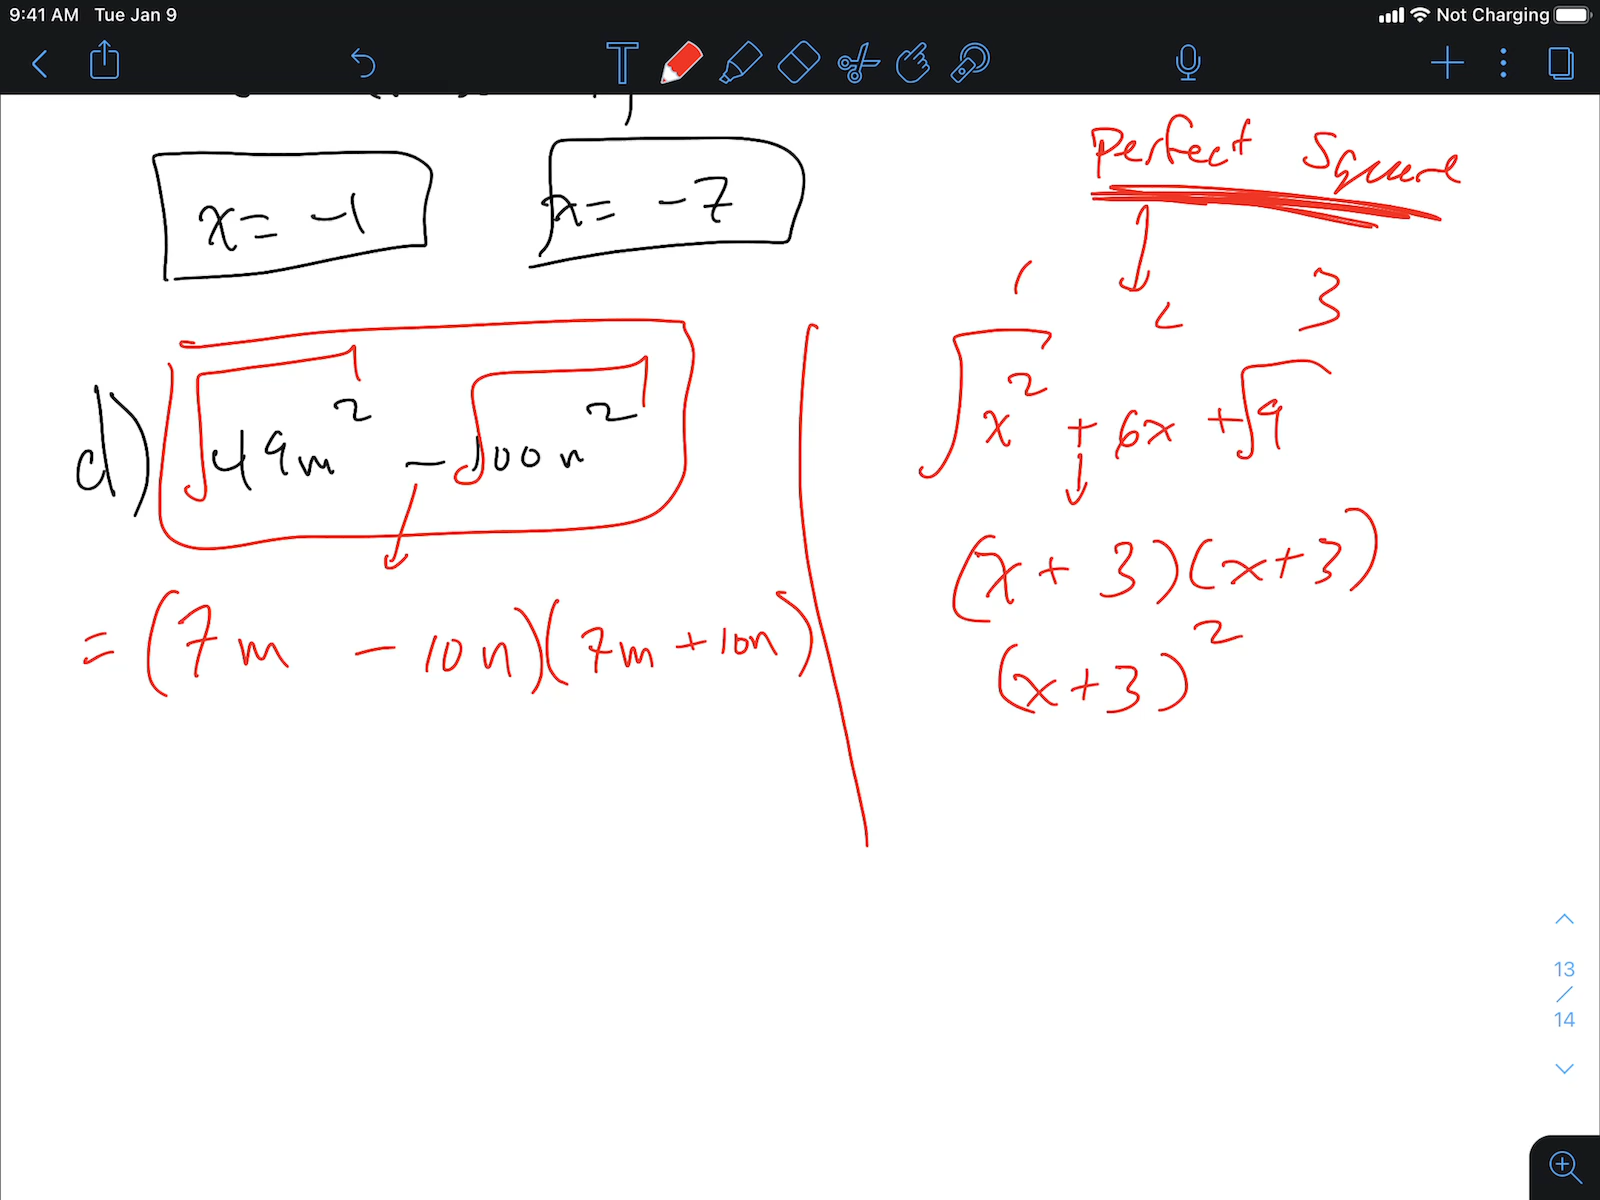 9:41 AM Tue Jan 9
Not Charging
x = -1
x = -7
Perfect Square
1 2 3
d) √49m² - √100n²
√x² + 6x + √9
(x + 3)(x+3)
= (7m - 10n)(7m + 10n)
(x+3)²
13
/
14